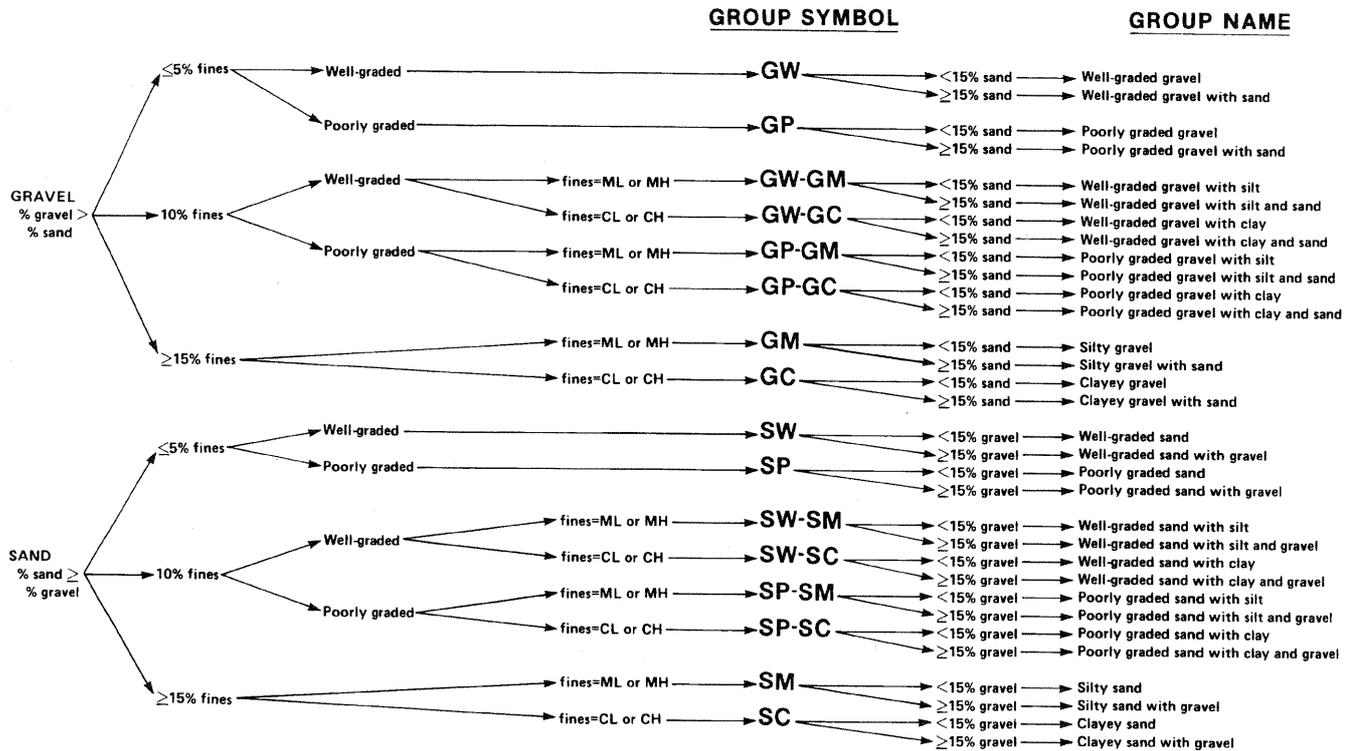 GROUP SYMBOL GROUP NAME
≤5% fines Well-graded GW <15% sand Well-graded gravel
≥15% sand Well-graded gravel with sand
Poorly graded GP <15% sand Poorly graded gravel
≥15% sand Poorly graded gravel with sand
GRAVEL
% gravel >
% sand
10% fines Well-graded fines=ML or MH GW-GM <15% sand Well-graded gravel with silt
≥15% sand Well-graded gravel with silt and sand
fines=CL or CH GW-GC <15% sand Well-graded gravel with clay
≥15% sand Well-graded gravel with clay and sand
Poorly graded fines=ML or MH GP-GM <15% sand Poorly graded gravel with silt
≥15% sand Poorly graded gravel with silt and sand
fines=CL or CH GP-GC <15% sand Poorly graded gravel with clay
≥15% sand Poorly graded gravel with clay and sand
≥15% fines fines=ML or MH GM <15% sand Silty gravel
≥15% sand Silty gravel with sand
fines=CL or CH GC <15% sand Clayey gravel
≥15% sand Clayey gravel with sand
≤5% fines Well-graded SW <15% gravel Well-graded sand
≥15% gravel Well-graded sand with gravel
Poorly graded SP <15% gravel Poorly graded sand
≥15% gravel Poorly graded sand with gravel
SAND
% sand ≥
% gravel
10% fines Well-graded fines=ML or MH SW-SM <15% gravel Well-graded sand with silt
≥15% gravel Well-graded sand with silt and gravel
fines=CL or CH SW-SC <15% gravel Well-graded sand with clay
≥15% gravel Well-graded sand with clay and gravel
Poorly graded fines=ML or MH SP-SM <15% gravel Poorly graded sand with silt
≥15% gravel Poorly graded sand with silt and gravel
fines=CL or CH SP-SC <15% gravel Poorly graded sand with clay
≥15% gravel Poorly graded sand with clay and gravel
≥15% fines fines=ML or MH SM <15% gravel Silty sand
≥15% gravel Silty sand with gravel
fines=CL or CH SC <15% gravel Clayey sand
≥15% gravel Clayey sand with gravel